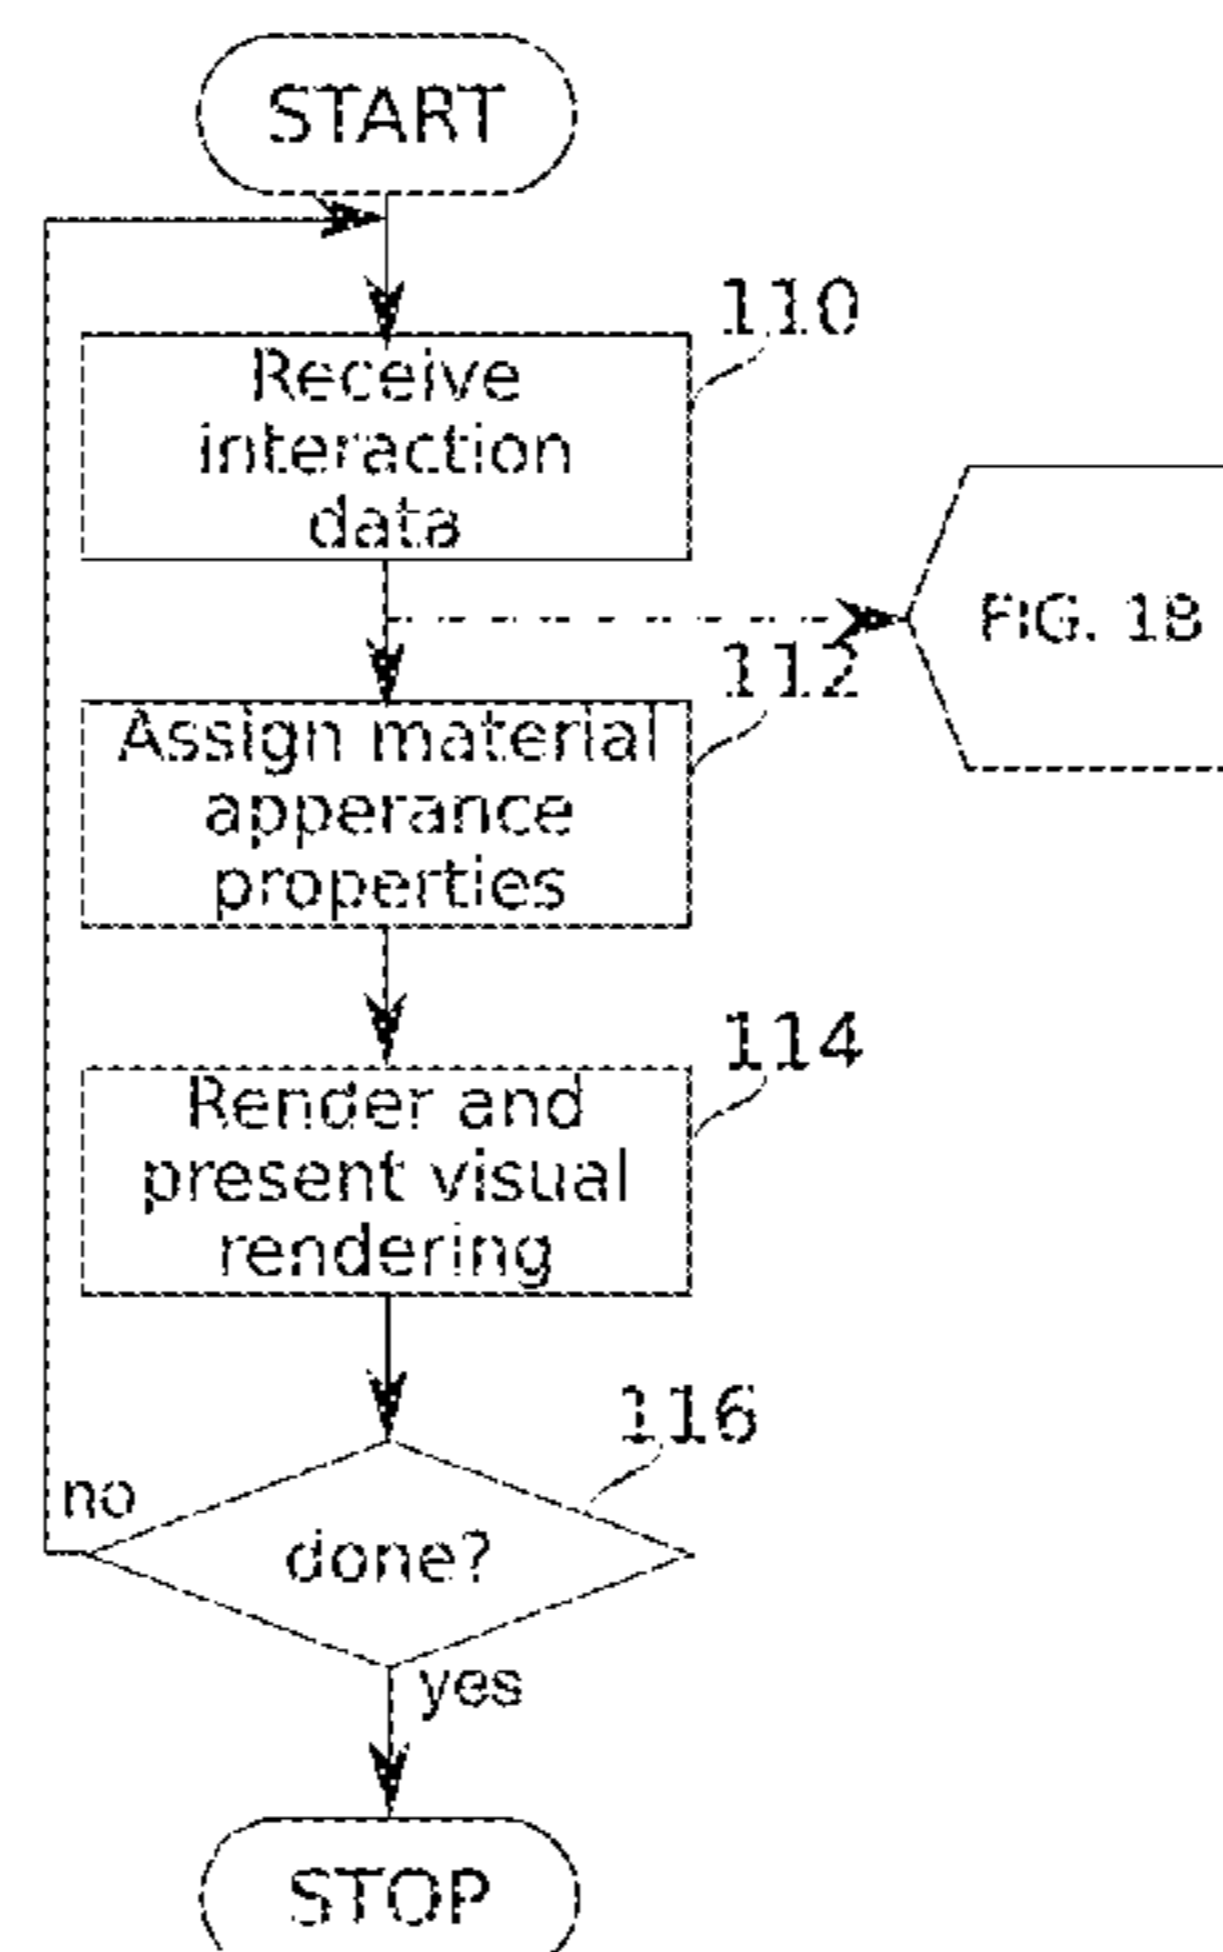 START
110
Receive
interaction
data
FIG. 18
112
Assign material
apperance
properties
114
Render and
present visual
rendering
116
no
done?
yes
STOP